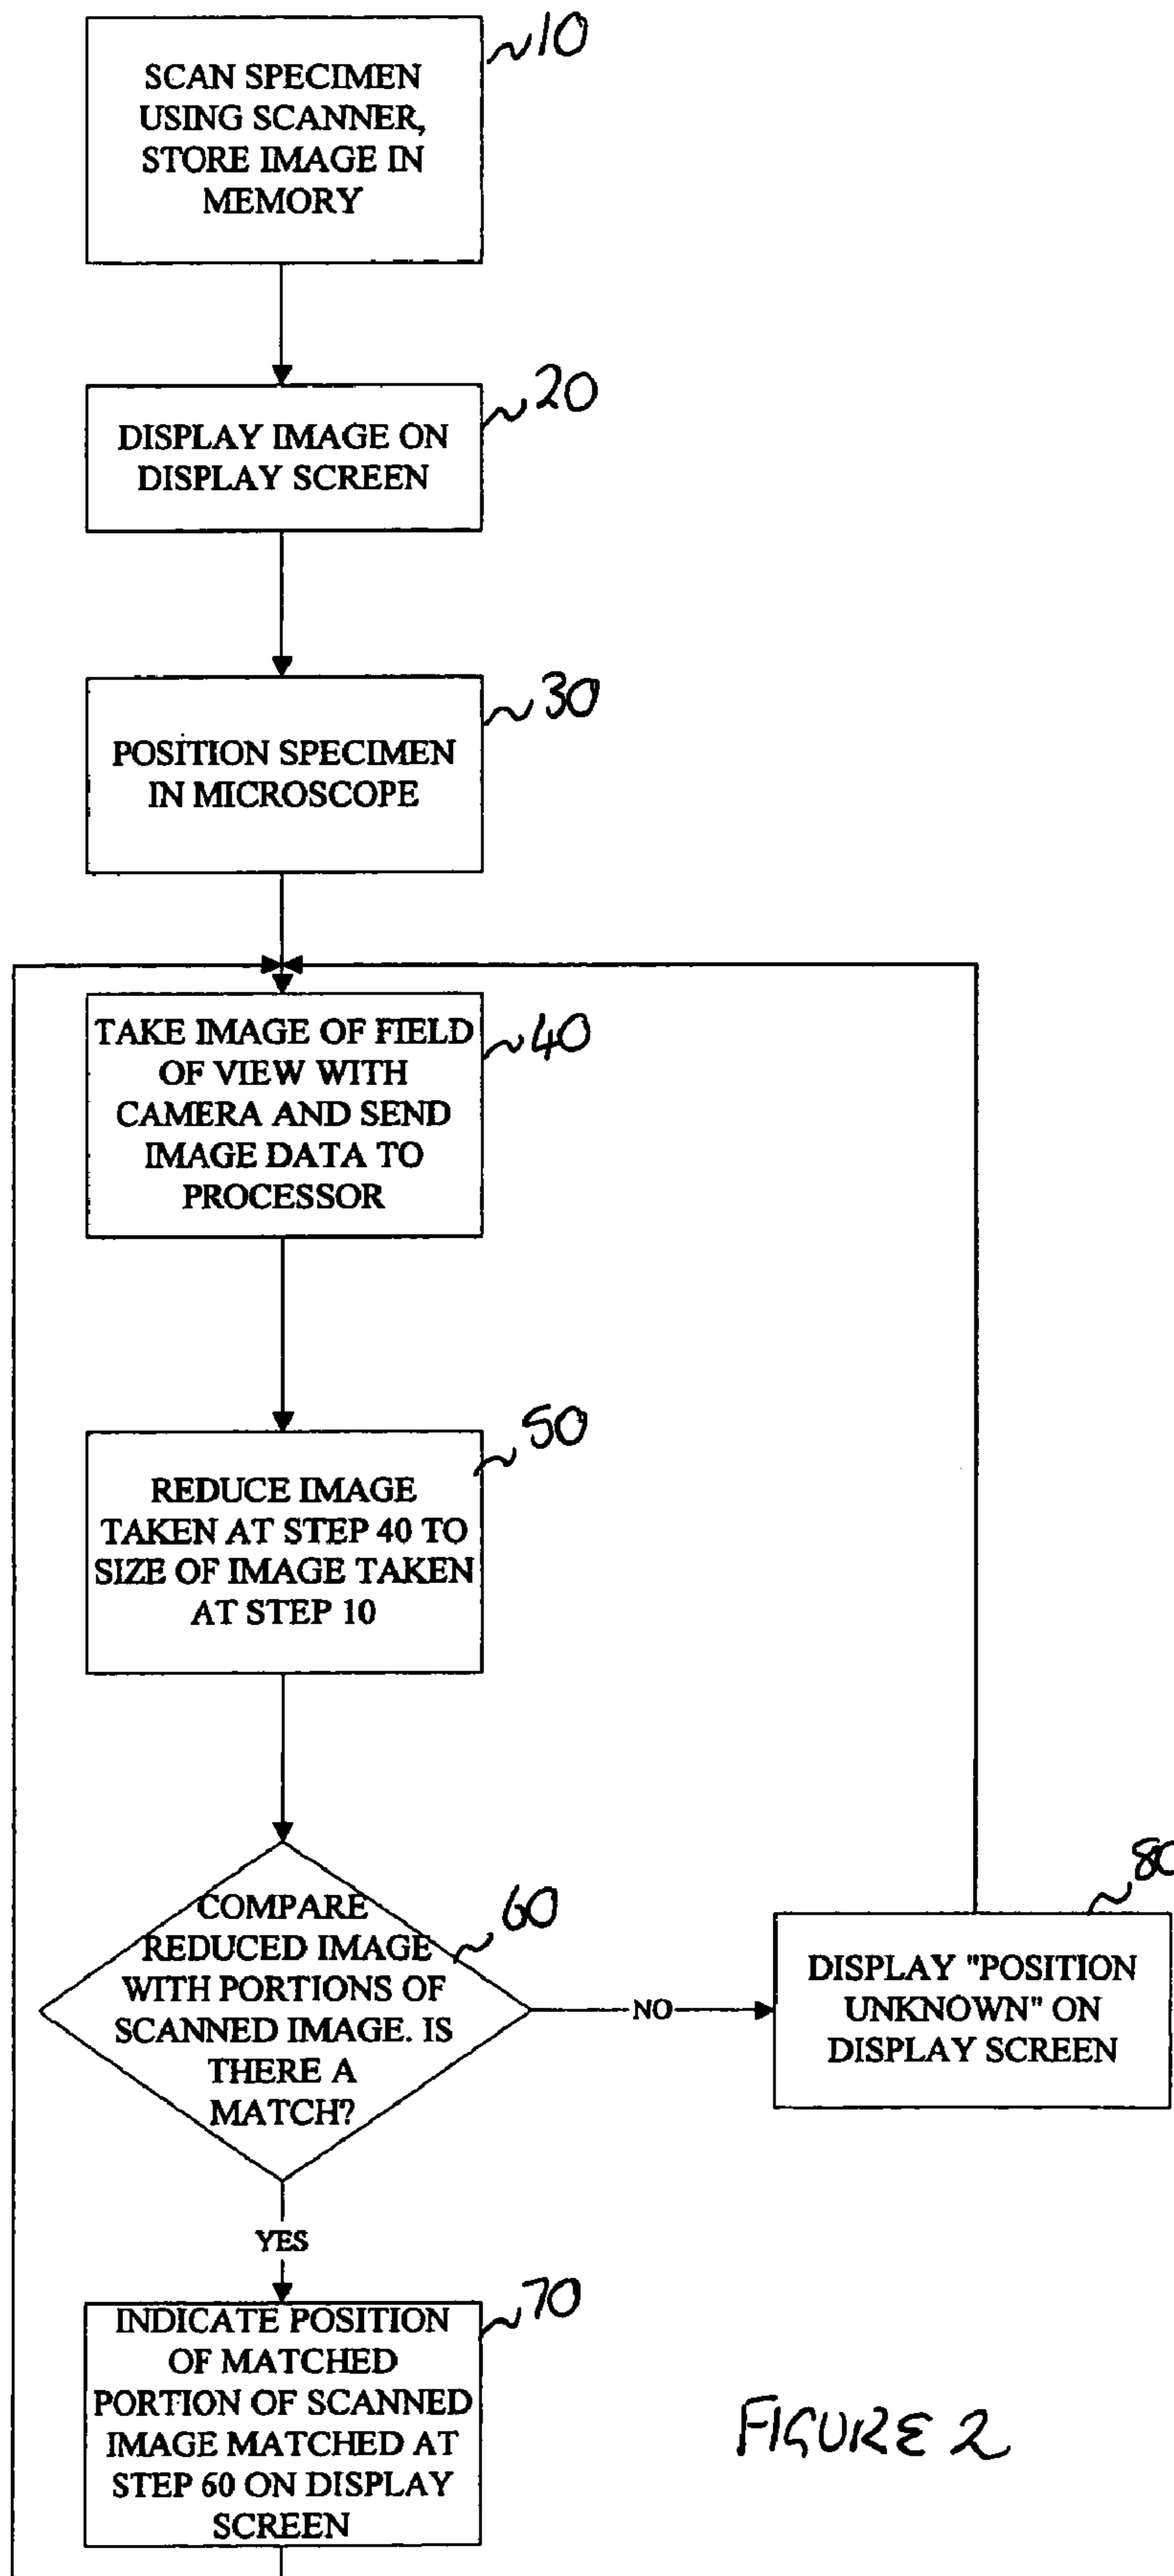 10
SCAN SPECIMEN
USING SCANNER,
STORE IMAGE IN
MEMORY
20
DISPLAY IMAGE ON
DISPLAY SCREEN
30
POSITION SPECIMEN
IN MICROSCOPE
40
TAKE IMAGE OF FIELD
OF VIEW WITH
CAMERA AND SEND
IMAGE DATA TO
PROCESSOR
50
REDUCE IMAGE
TAKEN AT STEP 40 TO
SIZE OF IMAGE TAKEN
AT STEP 10
60
COMPARE
REDUCED IMAGE
WITH PORTIONS OF
SCANNED IMAGE. IS
THERE A
MATCH?
NO
80
DISPLAY "POSITION
UNKNOWN" ON
DISPLAY SCREEN
YES
70
INDICATE POSITION
OF MATCHED
PORTION OF SCANNED
IMAGE MATCHED AT
STEP 60 ON DISPLAY
SCREEN
FIGURE 2